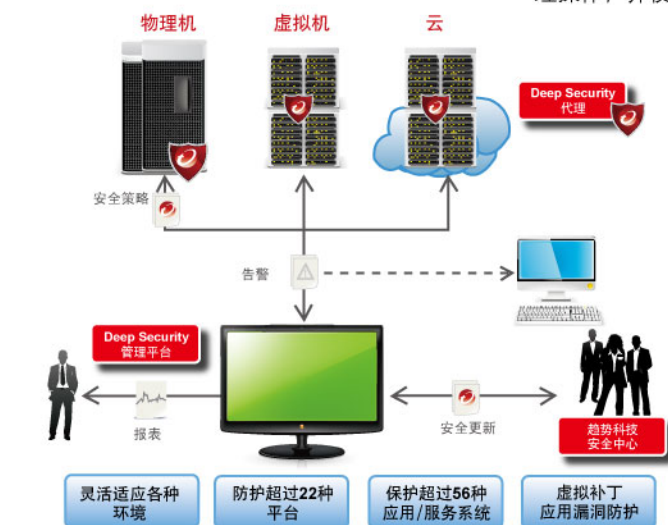 物理机
虚拟机
云
Deep Security
代理
安全策略
告警
Deep Security
管理平台
报表
安全更新
趋势科技
安全中心
灵活适应各种
环境
防护超过22种
平台
保护超过56种
应用/服务系统
虚拟补丁
应用漏洞防护